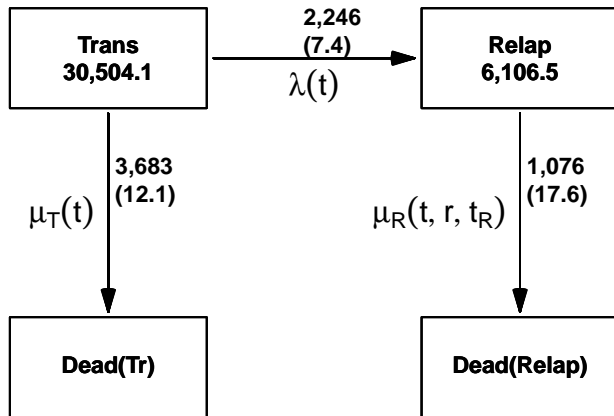 Trans
30,504.1
2,246
(7.4)
λ(t)
Relap
6,106.5
3,683
(12.1)
μT(t)
1,076
(17.6)
μR(t, r, tR)
Dead(Tr)
Dead(Relap)